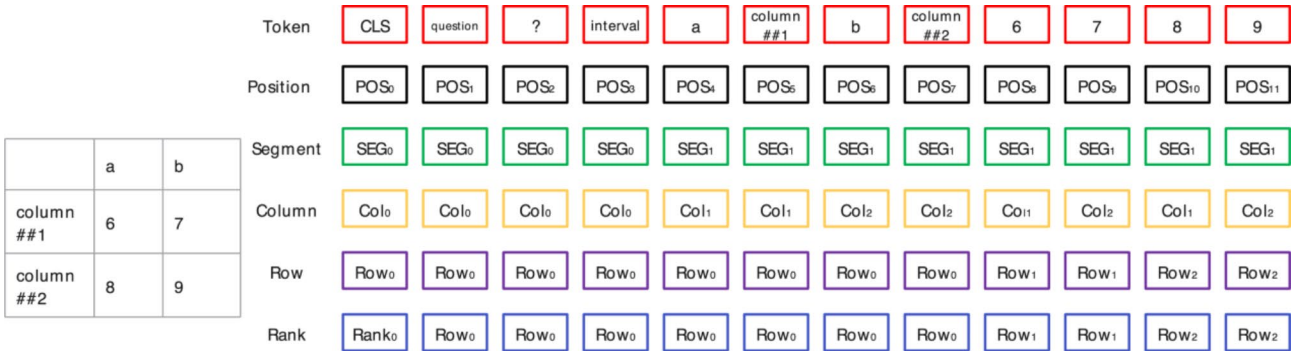 Token CLS question ? interval a column ##1 b column ##2 6 7 8 9
Position POS₀ POS₁ POS₂ POS₃ POS₄ POS₅ POS₆ POS₇ POS₈ POS₉ POS₁₀ POS₁₁
Segment SEG₀ SEG₀ SEG₀ SEG₀ SEG₁ SEG₁ SEG₁ SEG₁ SEG₁ SEG₁ SEG₁ SEG₁
Column Col₀ Col₀ Col₀ Col₀ Col₁ Col₁ Col₂ Col₂ Col1 Col₂ Col₁ Col₂
Row Row₀ Row₀ Row₀ Row₀ Row₀ Row₀ Row₀ Row₀ Row₁ Row₁ Row₂ Row₂
Rank Rank₀ Row₀ Row₀ Row₀ Row₀ Row₀ Row₀ Row₀ Row₁ Row₁ Row₂ Row₂
a b
column ##1 6 7
column ##2 8 9